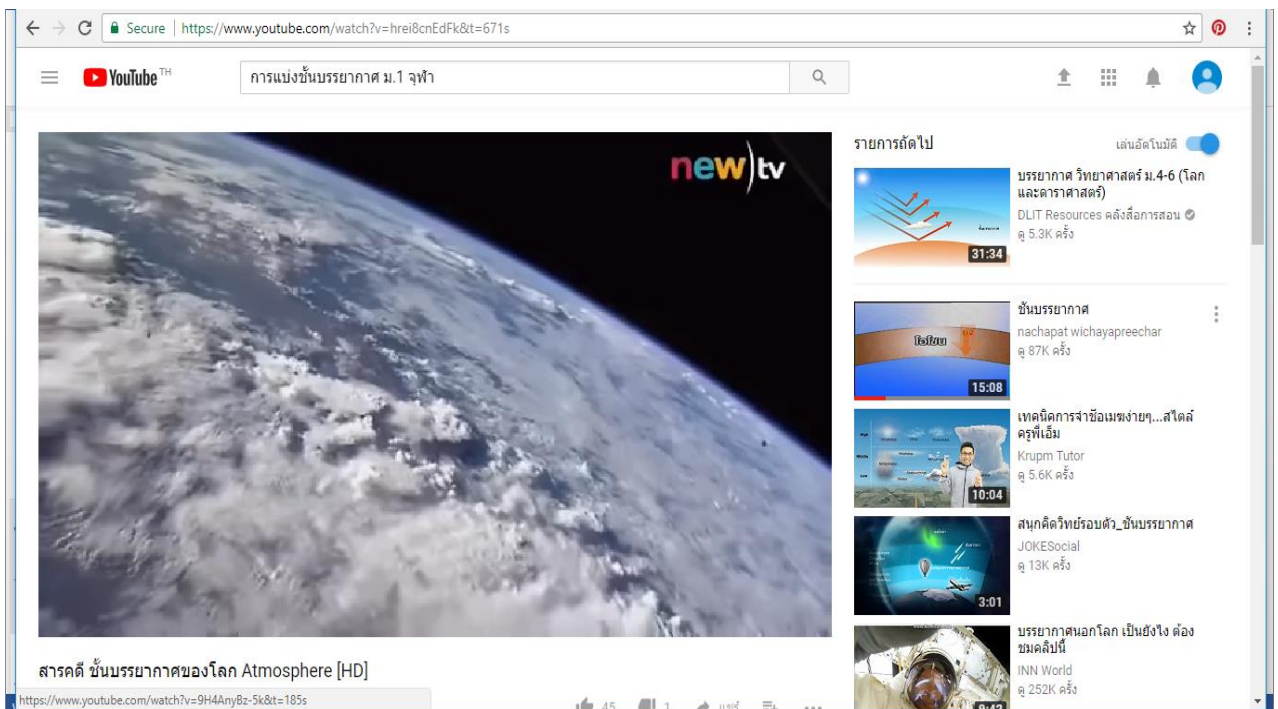 Secure | https://www.youtube.com/watch?v=hrei8cnEdFk&t=671s
YouTube TH
การแบ่งชั้นบรรยากาศ ม.1 จุฬา
new)tv
รายการถัดไป
เล่นอัตโนมัติ
บรรยากาศ วิทยาศาสตร์ ม.4-6 (โลก
และดาราศาสตร์)
DLIT Resources คลังสื่อการสอน
ดู 5.3K ครั้ง
31:34
ชั้นบรรยากาศ
nachapat wichayapreechar
ดู 87K ครั้ง
โอโซน
15:08
เทคนิคการจำชื่อเมฆง่ายๆ...สไตล์
ครูพี่เอ็ม
Krupm Tutor
ดู 5.6K ครั้ง
10:04
สนุกคิดวิทย์รอบตัว_ชั้นบรรยากาศ
JOKESocial
ดู 13K ครั้ง
3:01
บรรยากาศนอกโลก เป็นยังไง ต้อง
ชมคลิปนี้
INN World
ดู 252K ครั้ง
9:42
สารคดี ชั้นบรรยากาศของโลก Atmosphere [HD]
45
1
แชร์
https://www.youtube.com/watch?v=9H4AnyBz-5k&t=185s